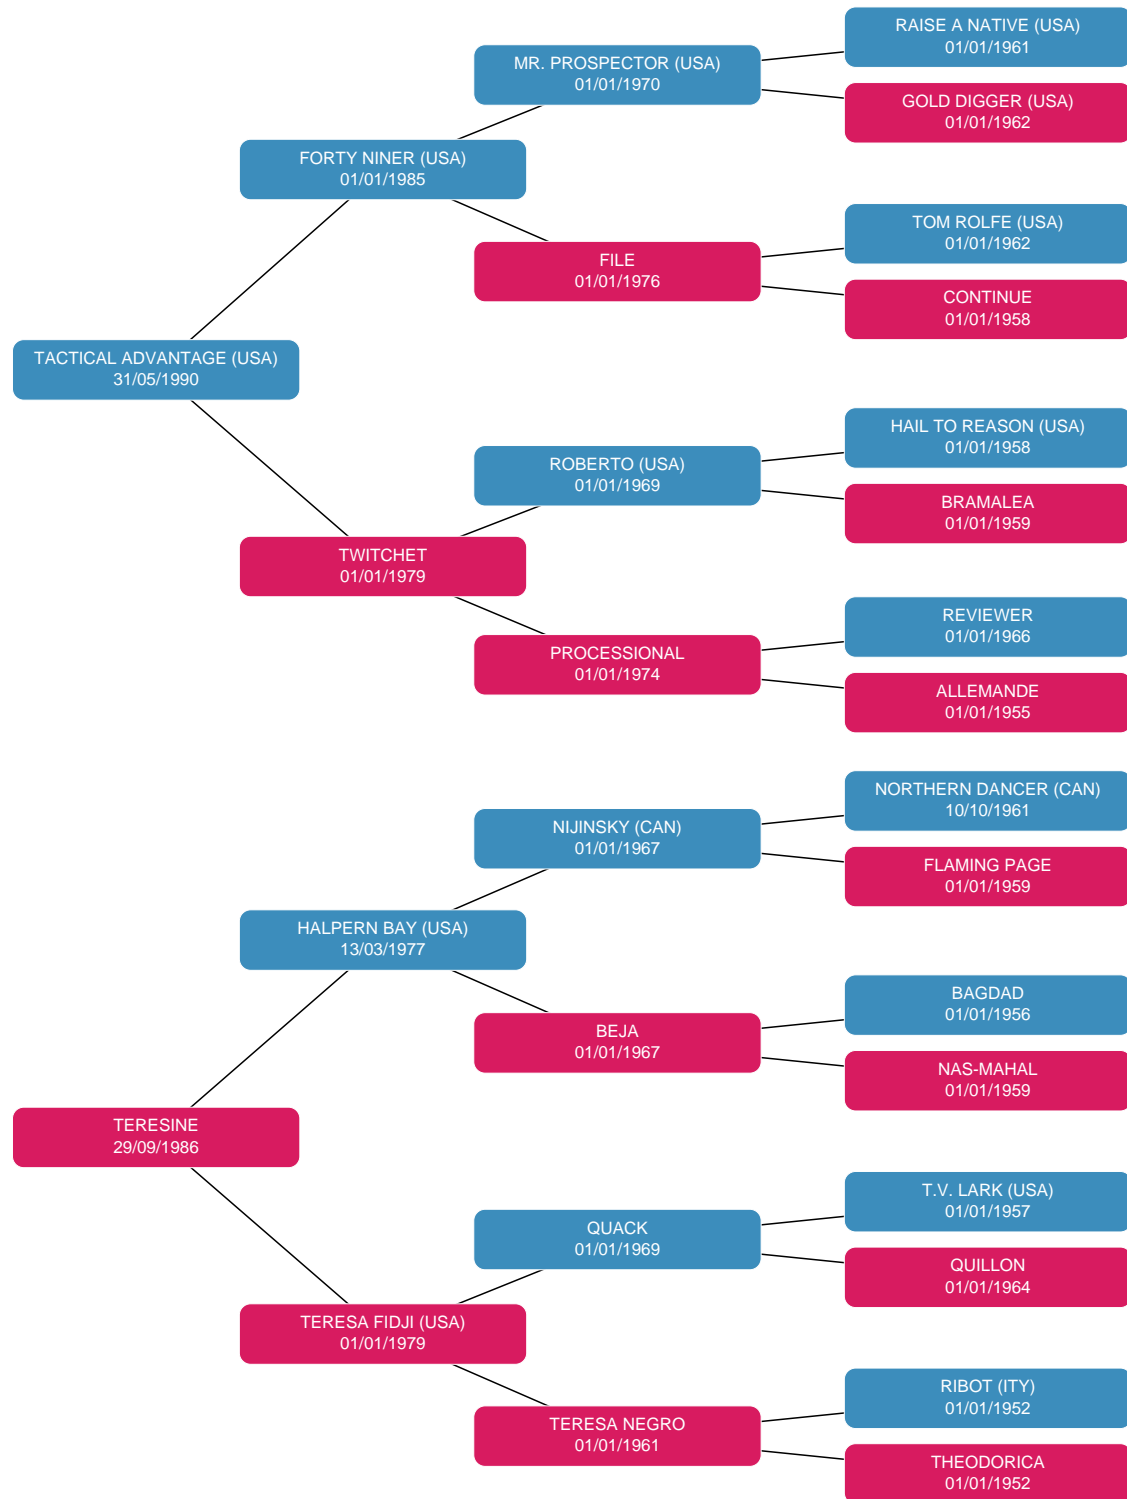 RAISE A NATIVE (USA)
01/01/1961
MR. PROSPECTOR (USA)
01/01/1970
GOLD DIGGER (USA)
01/01/1962
FORTY NINER (USA)
01/01/1985
TOM ROLFE (USA)
01/01/1962
FILE
01/01/1976
CONTINUE
01/01/1958
TACTICAL ADVANTAGE (USA)
31/05/1990
HAIL TO REASON (USA)
01/01/1958
ROBERTO (USA)
01/01/1969
BRAMALEA
01/01/1959
TWITCHET
01/01/1979
REVIEWER
01/01/1966
PROCESSIONAL
01/01/1974
ALLEMANDE
01/01/1955
NORTHERN DANCER (CAN)
10/10/1961
NIJINSKY (CAN)
01/01/1967
FLAMING PAGE
01/01/1959
HALPERN BAY (USA)
13/03/1977
BAGDAD
01/01/1956
BEJA
01/01/1967
NAS-MAHAL
01/01/1959
TERESINE
29/09/1986
T.V. LARK (USA)
01/01/1957
QUACK
01/01/1969
QUILLON
01/01/1964
TERESA FIDJI (USA)
01/01/1979
RIBOT (ITY)
01/01/1952
TERESA NEGRO
01/01/1961
THEODORICA
01/01/1952